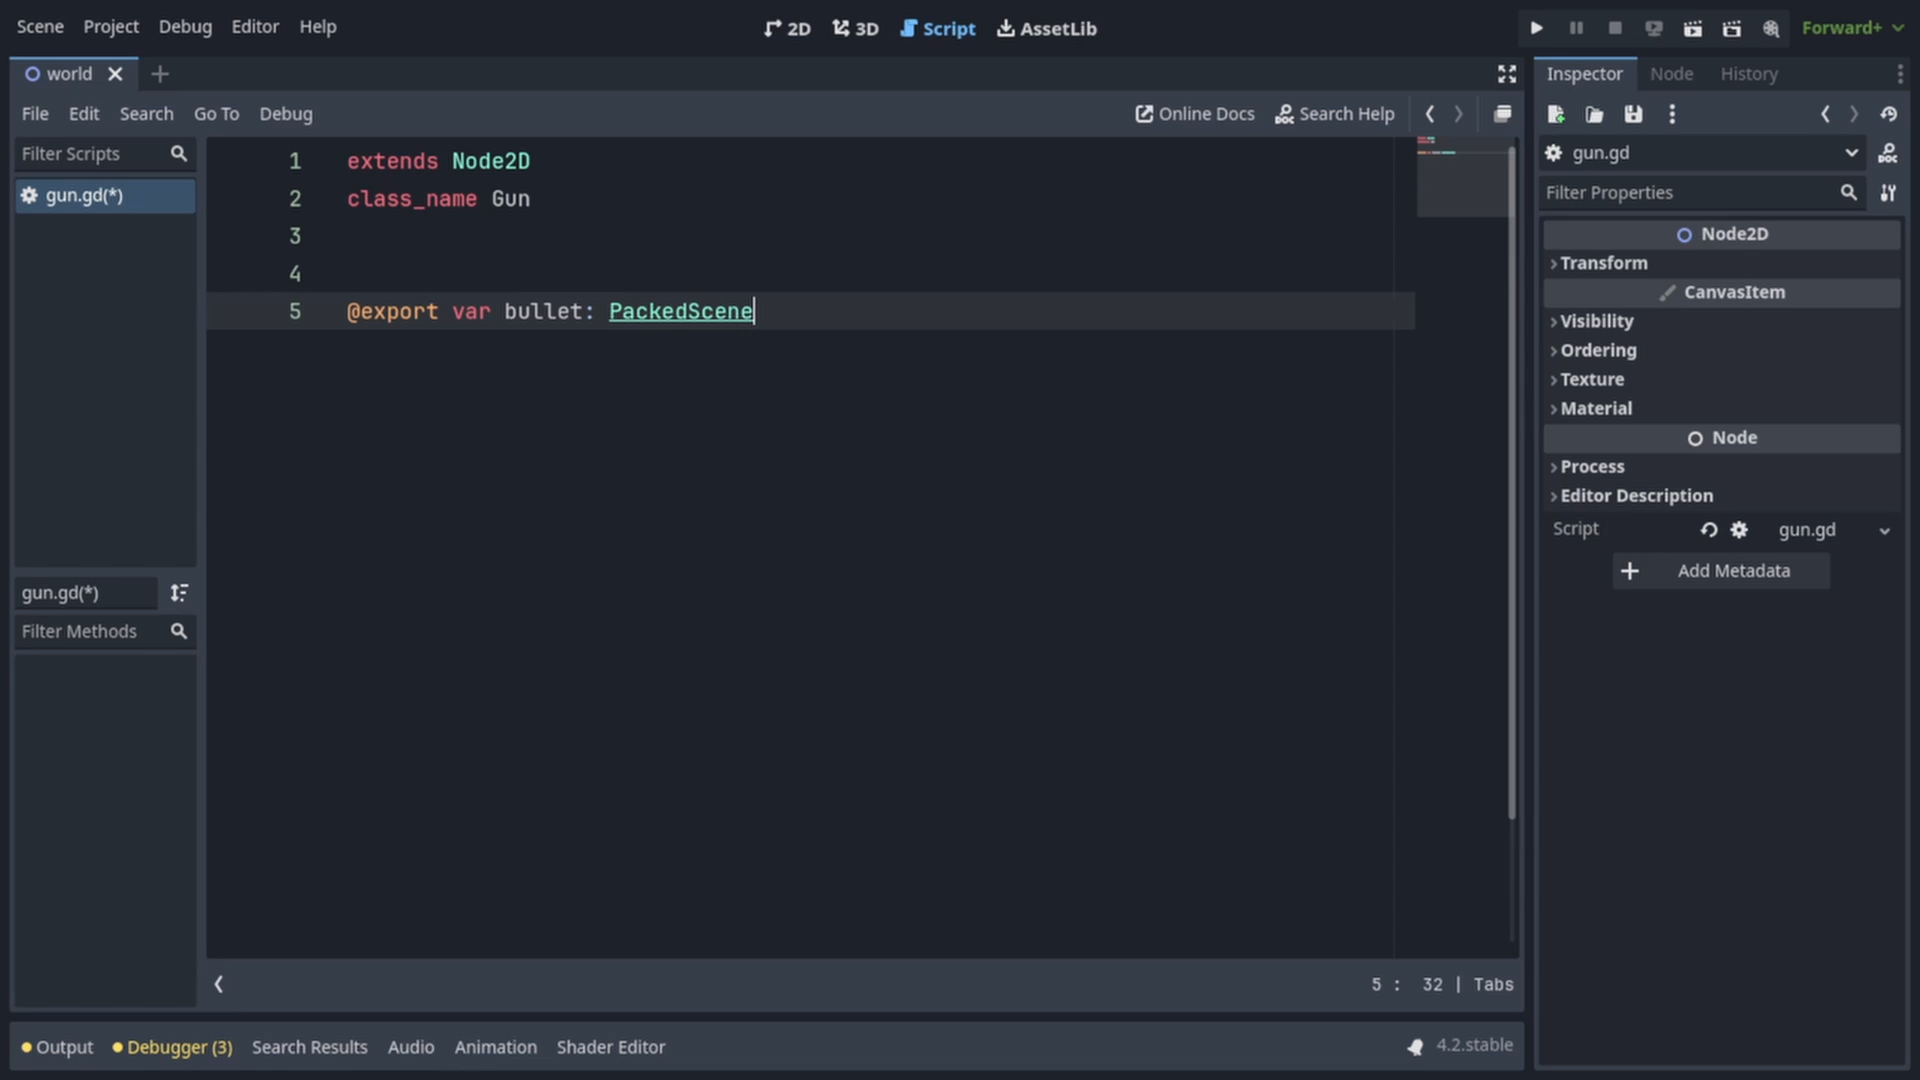 Scene Project Debug Editor Help
2D 3D Script AssetLib
Forward+
world
Inspector Node History
File Edit Search Go To Debug
Online Docs Search Help
Filter Scripts
gun.gd(*)
1 extends Node2D
2 class_name Gun
3
4
5 @export var bullet: PackedScene
gun.gd(*)
Filter Methods
5 : 32 | Tabs
gun.gd
Filter Properties
Node2D
Transform
CanvasItem
Visibility
Ordering
Texture
Material
Node
Process
Editor Description
Script gun.gd
Add Metadata
Output Debugger (3) Search Results Audio Animation Shader Editor
4.2.stable